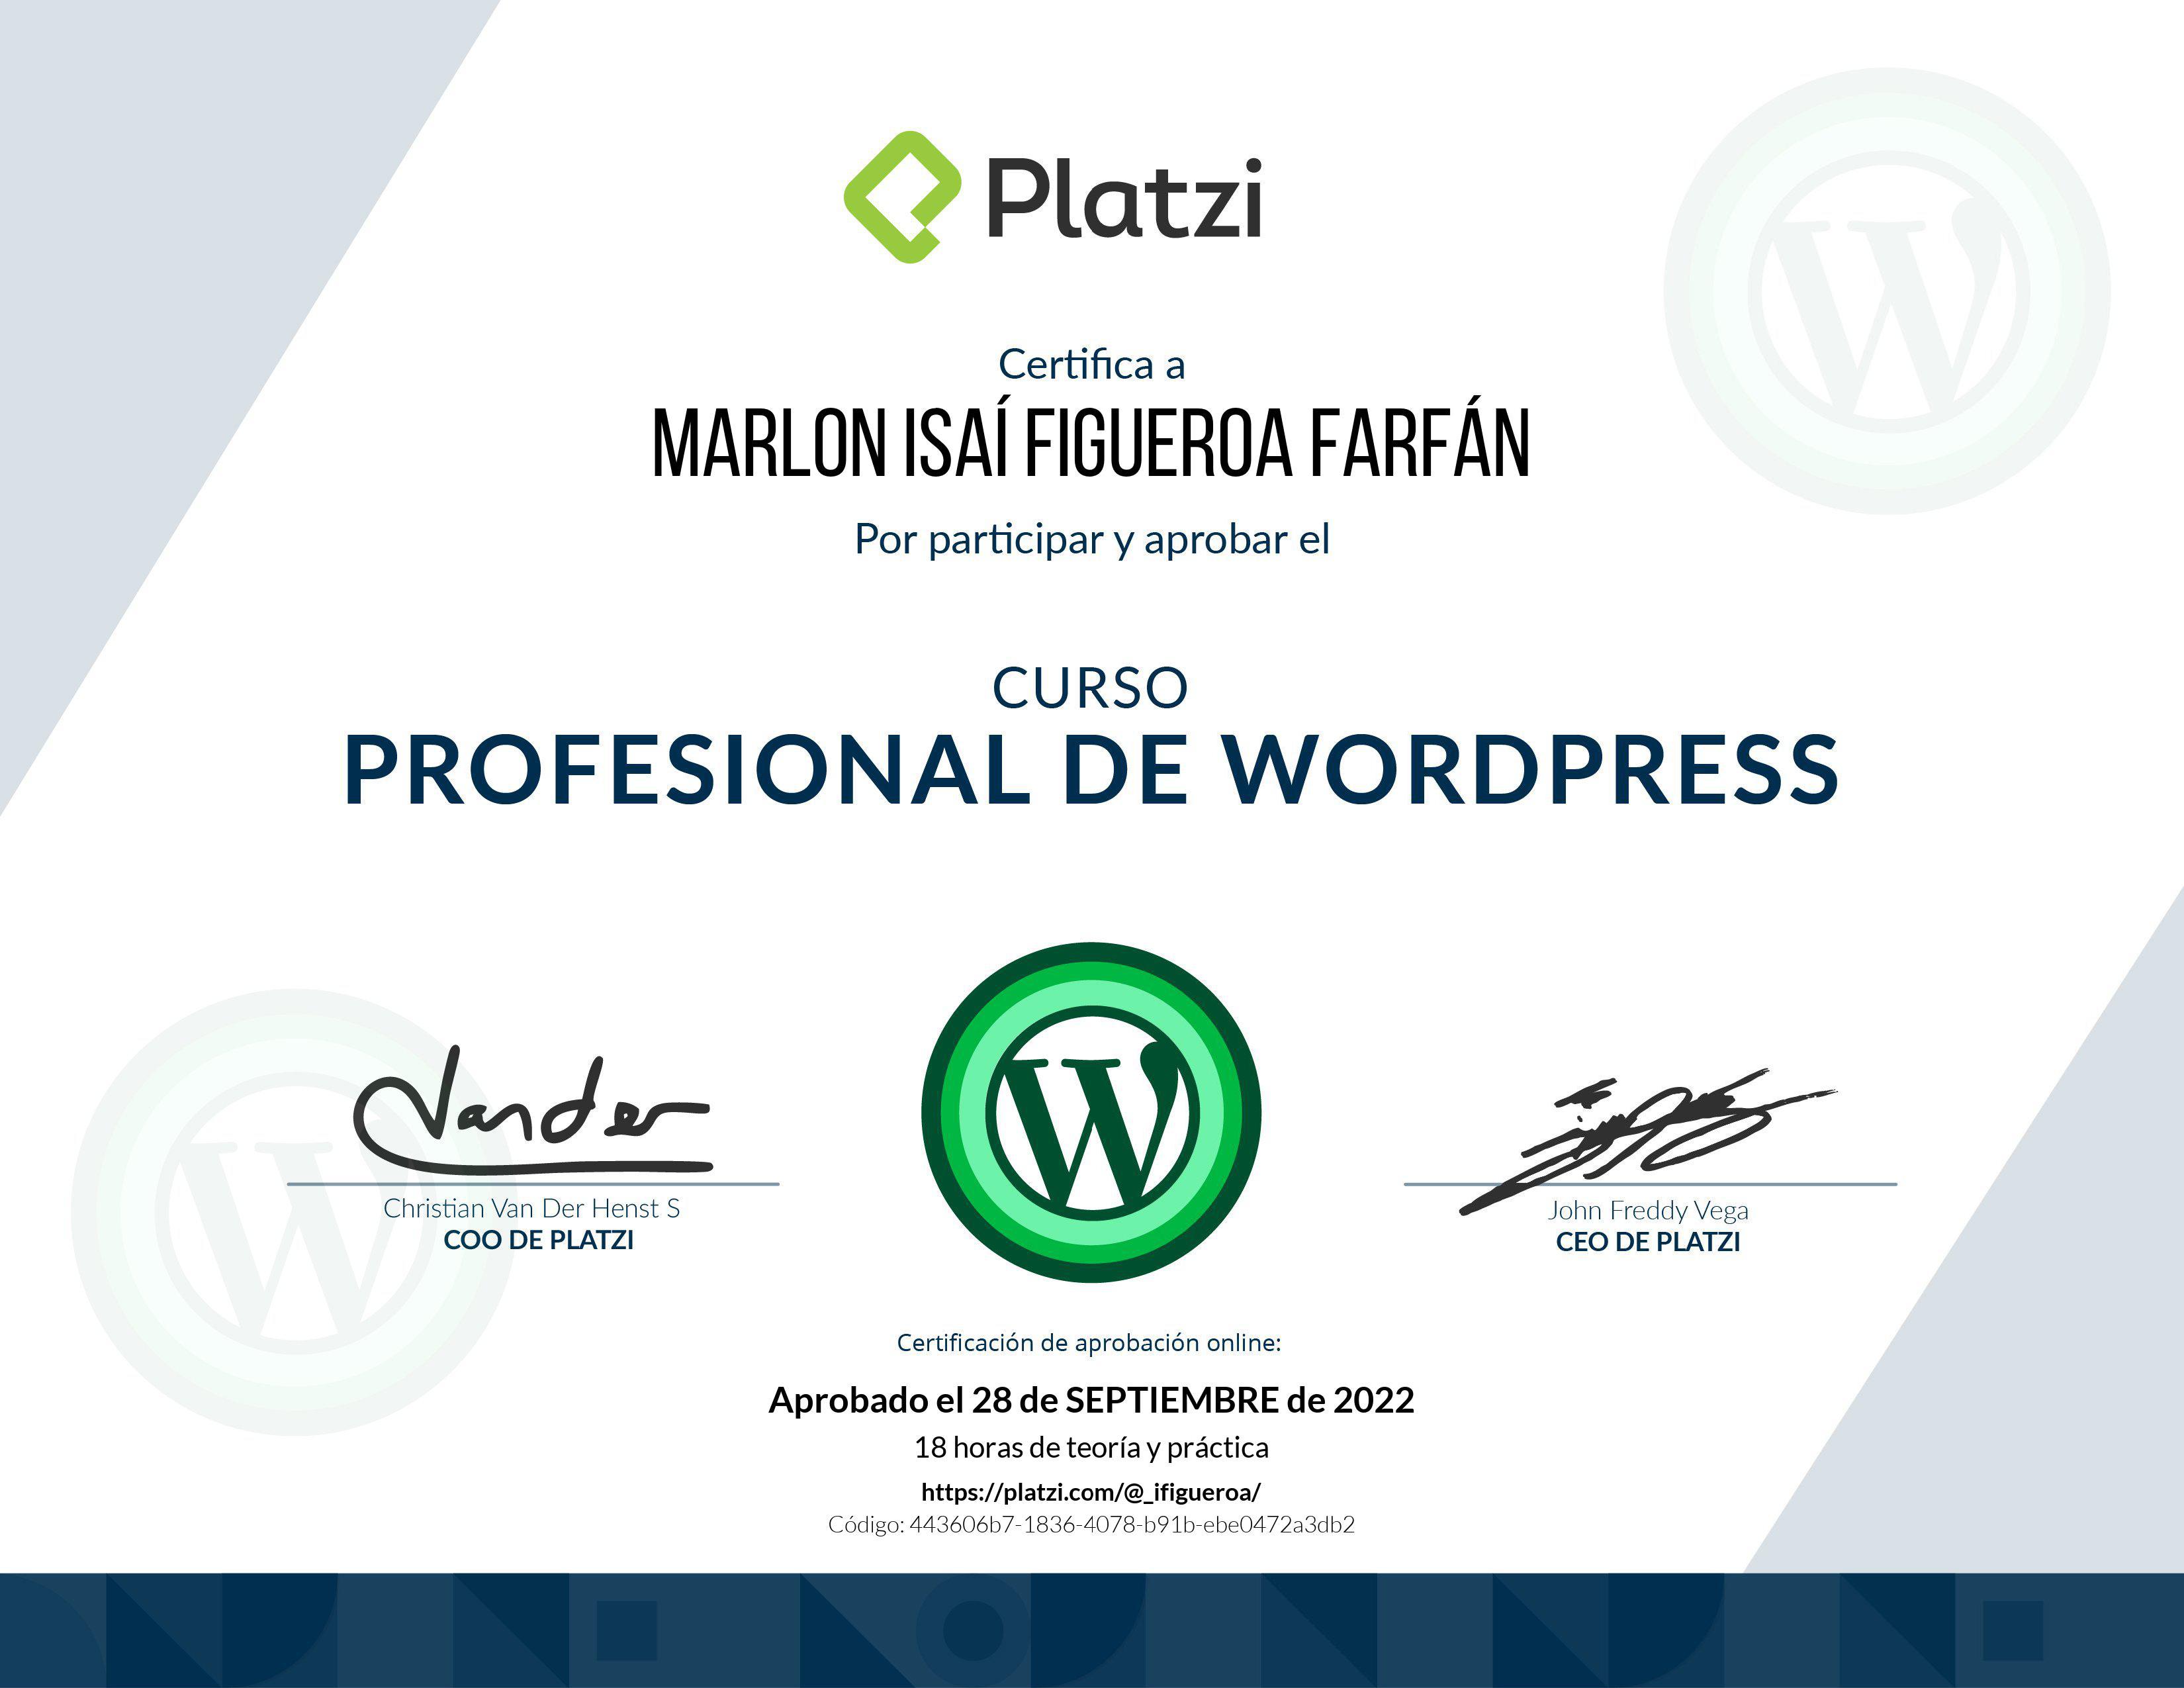 Platzi
Certifica a
MARLON ISAÍ FIGUEROA FARFÁN
Por participar y aprobar el
CURSO
PROFESIONAL DE WORDPRESS
Vander
Christian Van Der Henst S
COO DE PLATZI
John Freddy Vega
CEO DE PLATZI
Certificación de aprobación online:
Aprobado el 28 de SEPTIEMBRE de 2022
18 horas de teoría y práctica
https://platzi.com/@_ifigueroa/
Código: 443606b7-1836-4078-b91b-ebe0472a3db2